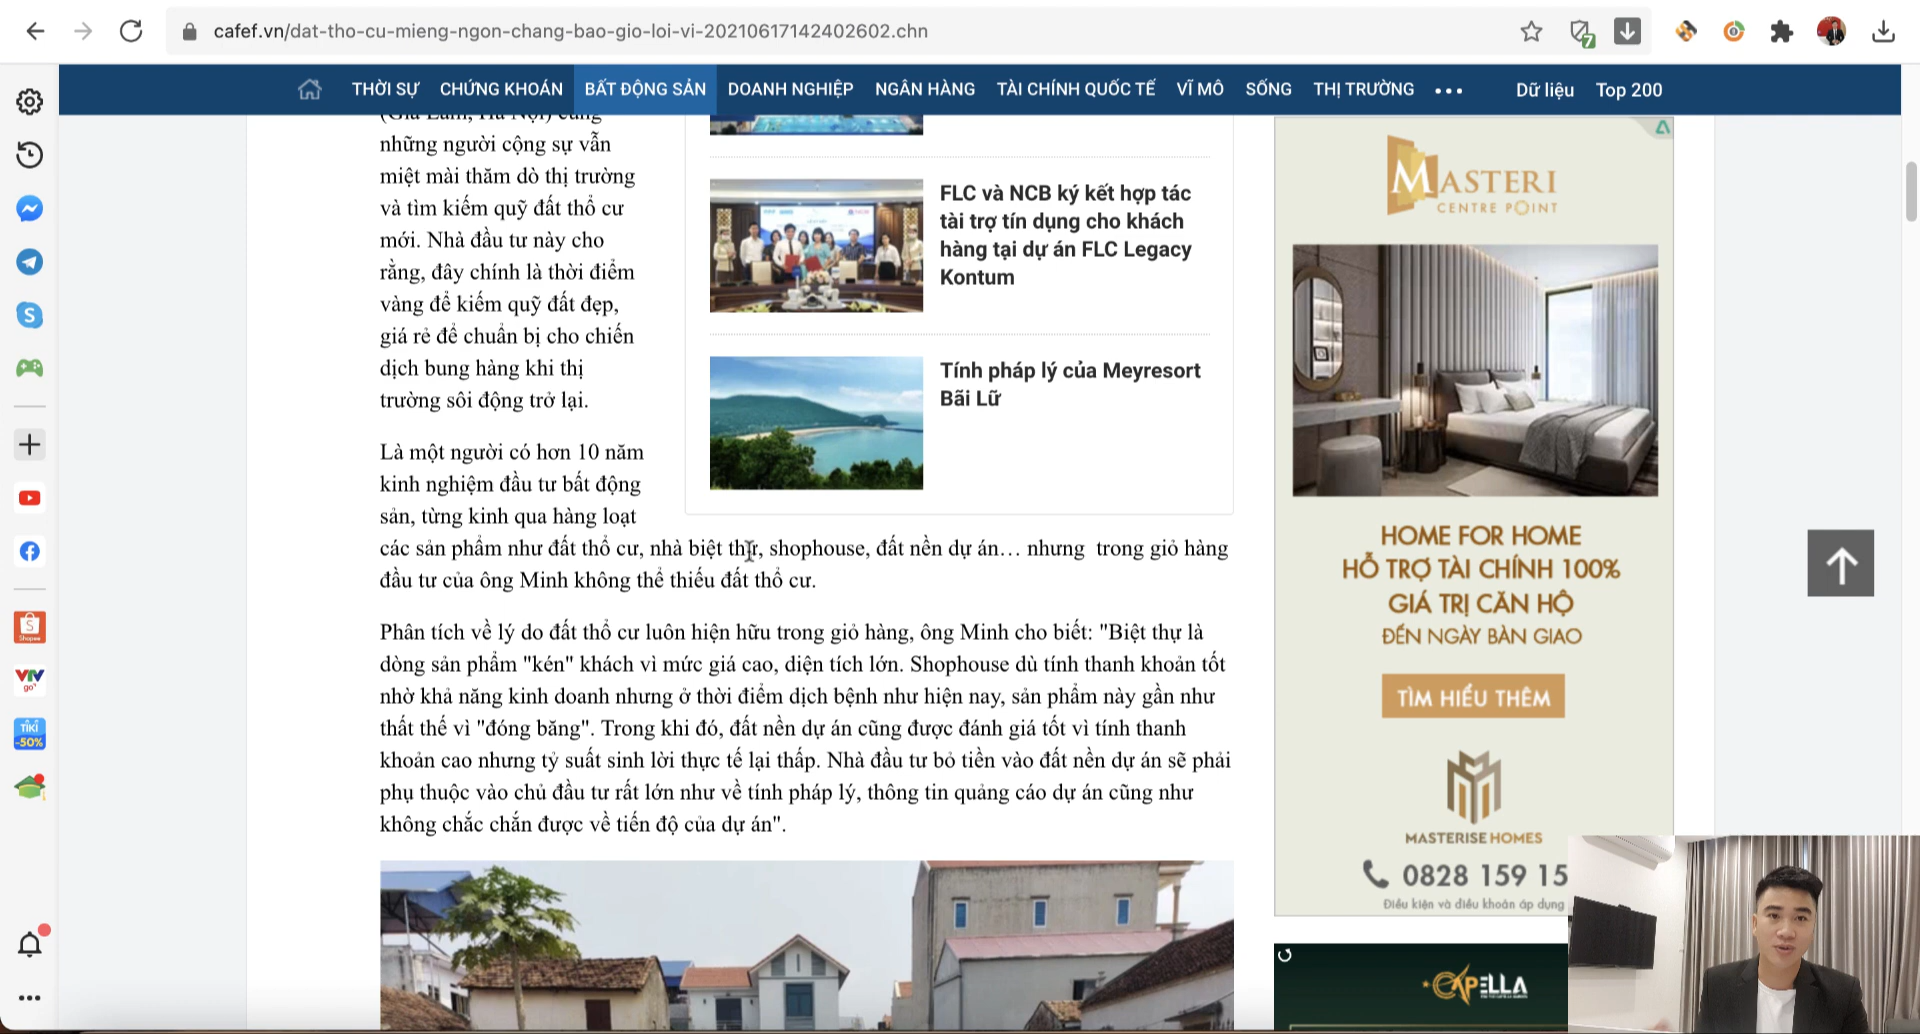 cafef.vn/dat-tho-cu-mieng-ngon-chang-bao-gio-loi-vi-20210617142402602.chn
7
THỜI SỰ CHỨNG KHOÁN BẤT ĐỘNG SẢN DOANH NGHIỆP NGÂN HÀNG TÀI CHÍNH QUỐC TẾ VĨ MÔ SỐNG THỊ TRƯỜNG Dữ liệu Top 200
(Gia Lâm, Hà Nội) cùng
những người cộng sự vẫn
miệt mài thăm dò thị trường
và tìm kiếm quỹ đất thổ cư
mới. Nhà đầu tư này cho
rằng, đây chính là thời điểm
vàng để kiếm quỹ đất đẹp,
giá rẻ để chuẩn bị cho chiến
dịch bung hàng khi thị
trường sôi động trở lại.
Là một người có hơn 10 năm
kinh nghiệm đầu tư bất động
sản, từng kinh qua hàng loạt
các sản phẩm như đất thổ cư, nhà biệt thự, shophouse, đất nền dự án… nhưng trong giỏ hàng
đầu tư của ông Minh không thể thiếu đất thổ cư.
Phân tích về lý do đất thổ cư luôn hiện hữu trong giỏ hàng, ông Minh cho biết: "Biệt thự là
dòng sản phẩm "kén" khách vì mức giá cao, diện tích lớn. Shophouse dù tính thanh khoản tốt
nhờ khả năng kinh doanh nhưng ở thời điểm dịch bệnh như hiện nay, sản phẩm này gần như
thất thế vì "đóng băng". Trong khi đó, đất nền dự án cũng được đánh giá tốt vì tính thanh
khoản cao nhưng tỷ suất sinh lời thực tế lại thấp. Nhà đầu tư bỏ tiền vào đất nền dự án sẽ phải
phụ thuộc vào chủ đầu tư rất lớn như về tính pháp lý, thông tin quảng cáo dự án cũng như
không chắc chắn được về tiến độ của dự án".
FLC và NCB ký kết hợp tác
tài trợ tín dụng cho khách
hàng tại dự án FLC Legacy
Kontum
Tính pháp lý của Meyresort
Bãi Lữ
MASTERI
CENTRE POINT
HOME FOR HOME
HỖ TRỢ TÀI CHÍNH 100%
GIÁ TRỊ CĂN HỘ
ĐẾN NGÀY BÀN GIAO
TÌM HIỂU THÊM
MASTERISE HOMES
0828 159 15
Điều kiện và điều khoản áp dụng
CAPELLA
S
Shopee
VTV
go
TIKI
-50%